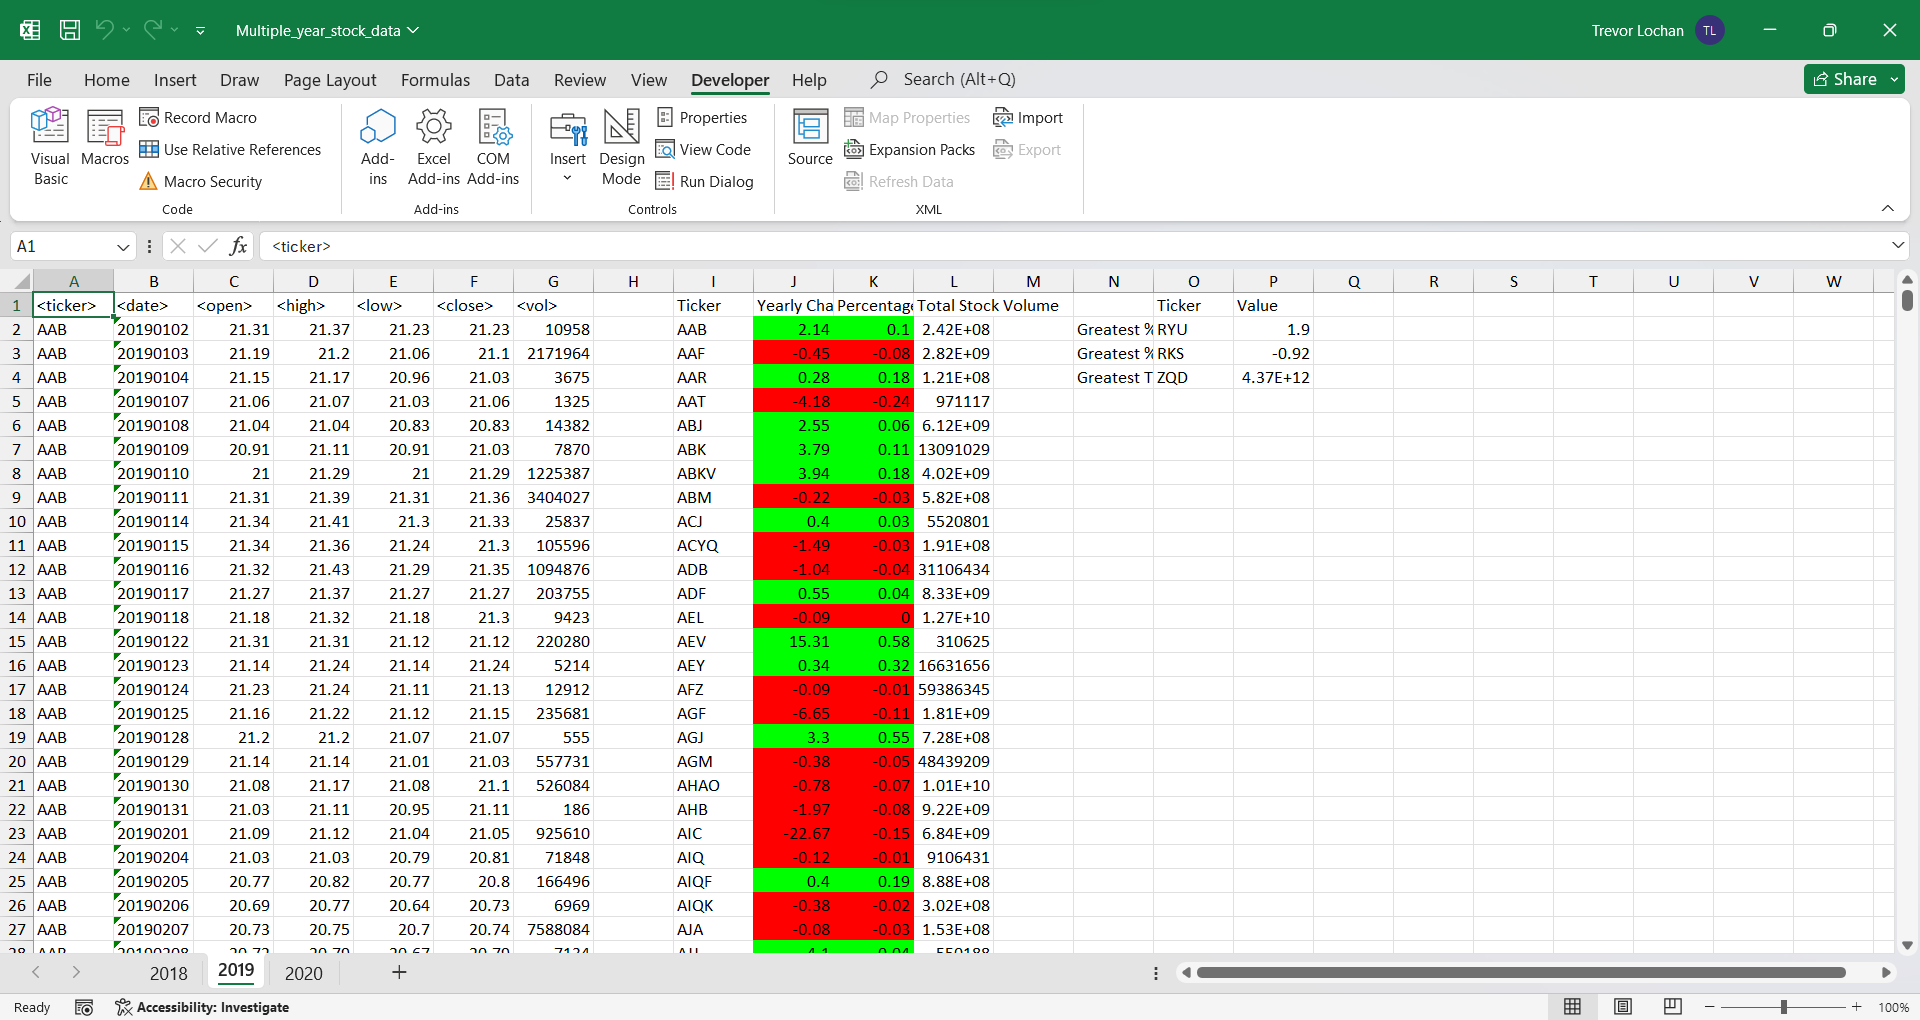 Multiple_year_stock_data
Trevor Lochan TL
File Home Insert Draw Page Layout Formulas Data Review View Developer Help Search (Alt+Q) Share
Visual Basic
Macros
Record Macro
Use Relative References
Macro Security
Code
Add-ins
Excel Add-ins
COM Add-ins
Add-ins
Insert
Design Mode
Properties
View Code
Run Dialog
Controls
Source
Map Properties
Expansion Packs
Refresh Data
Import
Export
XML
A1 fx <ticker>
A B C D E F G H I J K L M N O P Q R S T U V W
1 <ticker> <date> <open> <high> <low> <close> <vol> Ticker Yearly Cha Percentage Total Stock Volume Ticker Value
2 AAB 20190102 21.31 21.37 21.23 21.23 10958 AAB 2.14 0.1 2.42E+08 Greatest % RYU 1.9
3 AAB 20190103 21.19 21.2 21.06 21.1 2171964 AAF -0.45 -0.08 2.82E+09 Greatest % RKS -0.92
4 AAB 20190104 21.15 21.17 20.96 21.03 3675 AAR 0.28 0.18 1.21E+08 Greatest T ZQD 4.37E+12
5 AAB 20190107 21.06 21.07 21.03 21.06 1325 AAT -4.18 -0.24 971117
6 AAB 20190108 21.04 21.04 20.83 20.83 14382 ABJ 2.55 0.06 6.12E+09
7 AAB 20190109 20.91 21.11 20.91 21.03 7870 ABK 3.79 0.11 13091029
8 AAB 20190110 21 21.29 21 21.29 1225387 ABKV 3.94 0.18 4.02E+09
9 AAB 20190111 21.31 21.39 21.31 21.36 3404027 ABM -0.22 -0.03 5.82E+08
10 AAB 20190114 21.34 21.41 21.3 21.33 25837 ACJ 0.4 0.03 5520801
11 AAB 20190115 21.34 21.36 21.24 21.3 105596 ACYQ -1.49 -0.03 1.91E+08
12 AAB 20190116 21.32 21.43 21.29 21.35 1094876 ADB -1.04 -0.04 31106434
13 AAB 20190117 21.27 21.37 21.27 21.27 203755 ADF 0.55 0.04 8.33E+09
14 AAB 20190118 21.18 21.32 21.18 21.3 9423 AEL -0.09 0 1.27E+10
15 AAB 20190122 21.31 21.31 21.12 21.12 220280 AEV 15.31 0.58 310625
16 AAB 20190123 21.14 21.24 21.14 21.24 5214 AEY 0.34 0.32 16631656
17 AAB 20190124 21.23 21.24 21.11 21.13 12912 AFZ -0.09 -0.01 59386345
18 AAB 20190125 21.16 21.22 21.12 21.15 235681 AGF -6.65 -0.11 1.81E+09
19 AAB 20190128 21.2 21.2 21.07 21.07 555 AGJ 3.3 0.55 7.28E+08
20 AAB 20190129 21.14 21.14 21.01 21.03 557731 AGM -0.38 -0.05 48439209
21 AAB 20190130 21.08 21.17 21.08 21.1 526084 AHAO -0.78 -0.07 1.01E+10
22 AAB 20190131 21.03 21.11 20.95 21.11 186 AHB -1.97 -0.08 9.22E+09
23 AAB 20190201 21.09 21.12 21.04 21.05 925610 AIC -22.67 -0.15 6.84E+09
24 AAB 20190204 21.03 21.03 20.79 20.81 71848 AIQ -0.12 -0.01 9106431
25 AAB 20190205 20.77 20.82 20.77 20.8 166496 AIQF 0.4 0.19 8.88E+08
26 AAB 20190206 20.69 20.77 20.64 20.73 6969 AIQK -0.38 -0.02 3.02E+08
27 AAB 20190207 20.73 20.75 20.7 20.74 7588084 AJA -0.08 -0.03 1.53E+08
28 AAB 20190208
2018 2019 2020
Ready Accessibility: Investigate 100%